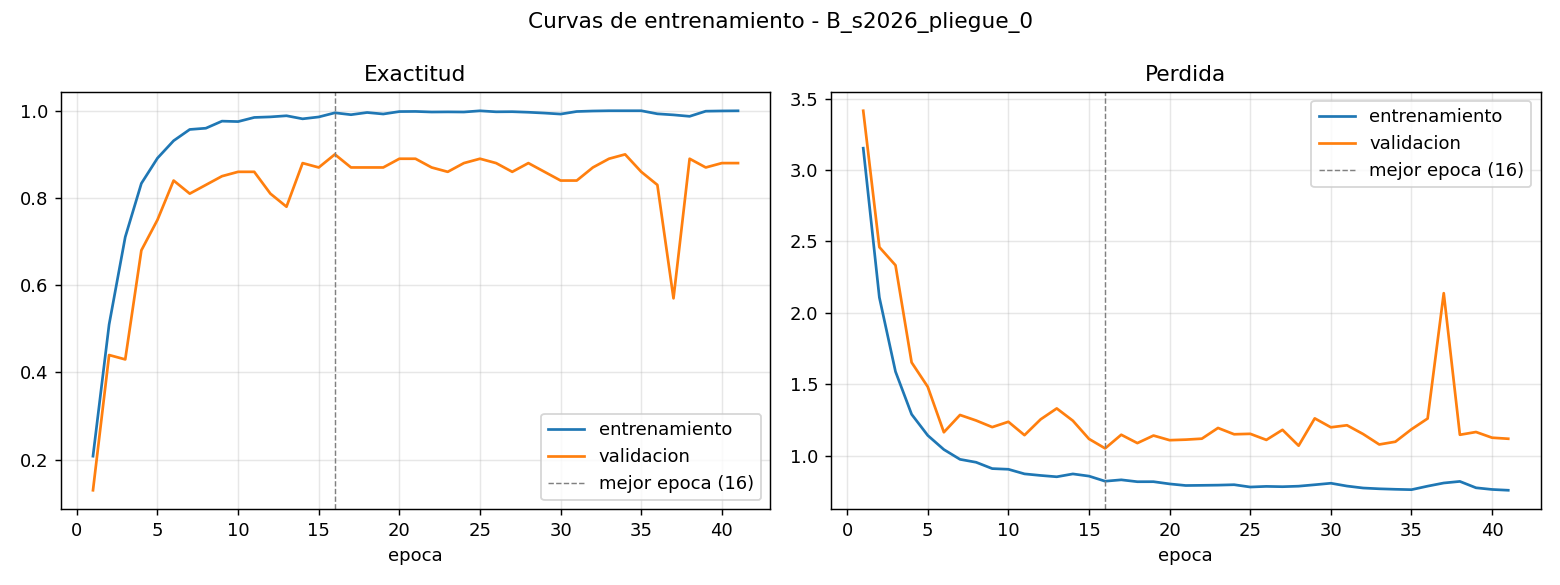 Curvas de entrenamiento - B_s2026_pliegue_0
Exactitud
1.0
0.8
0.6
0.4
0.2
0
5
10
15
20
25
30
35
40
epoca
entrenamiento
validacion
mejor epoca (16)
Perdida
3.5
3.0
2.5
2.0
1.5
1.0
0
5
10
15
20
25
30
35
40
epoca
entrenamiento
validacion
mejor epoca (16)